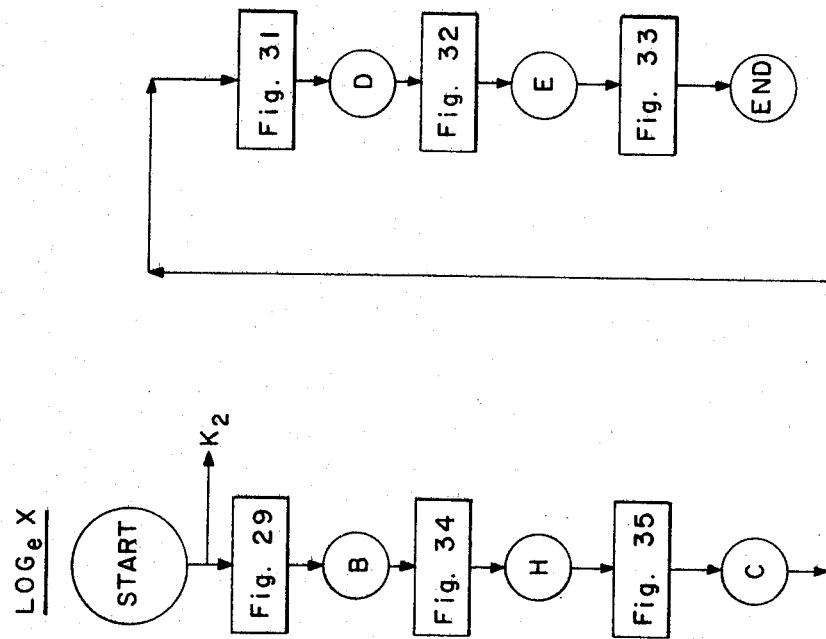 LOGe X
START
K2
Fig. 29
B
Fig. 34
H
Fig. 35
C
Fig. 31
D
Fig. 32
E
Fig. 33
END